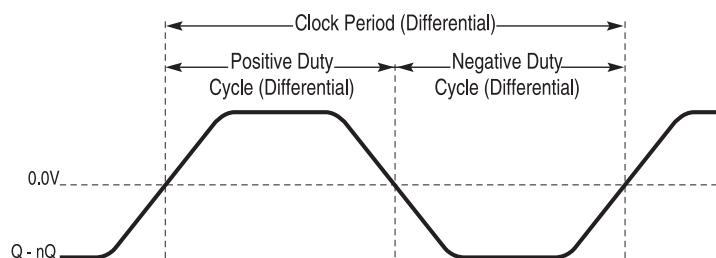 Clock Period (Differential)
Positive Duty
Cycle (Differential)
Negative Duty
Cycle (Differential)
0.0V
Q - nQ